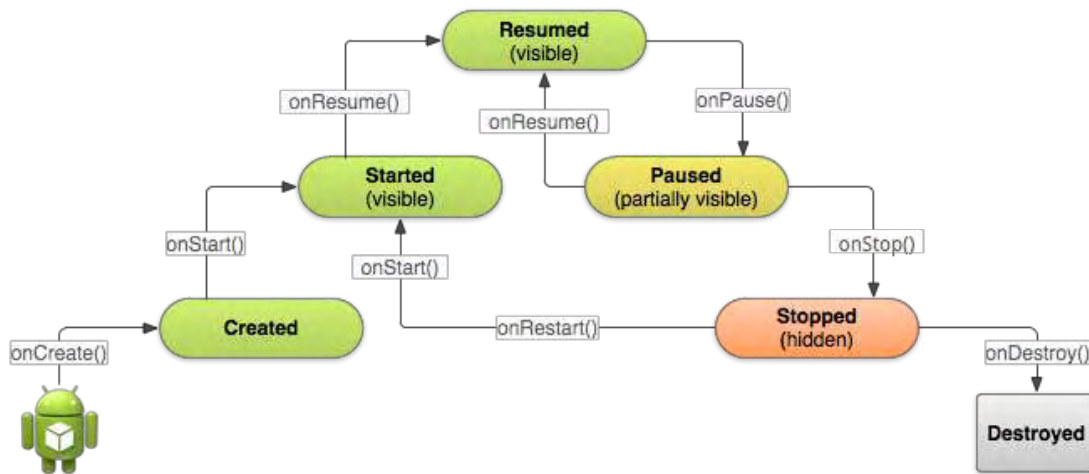 Resumed
(visible)
onResume()
onResume()
onPause()
Started
(visible)
Paused
(partially visible)
onStart()
onStart()
onStop()
Created
onRestart()
Stopped
(hidden)
onCreate()
onDestroy()
Destroyed